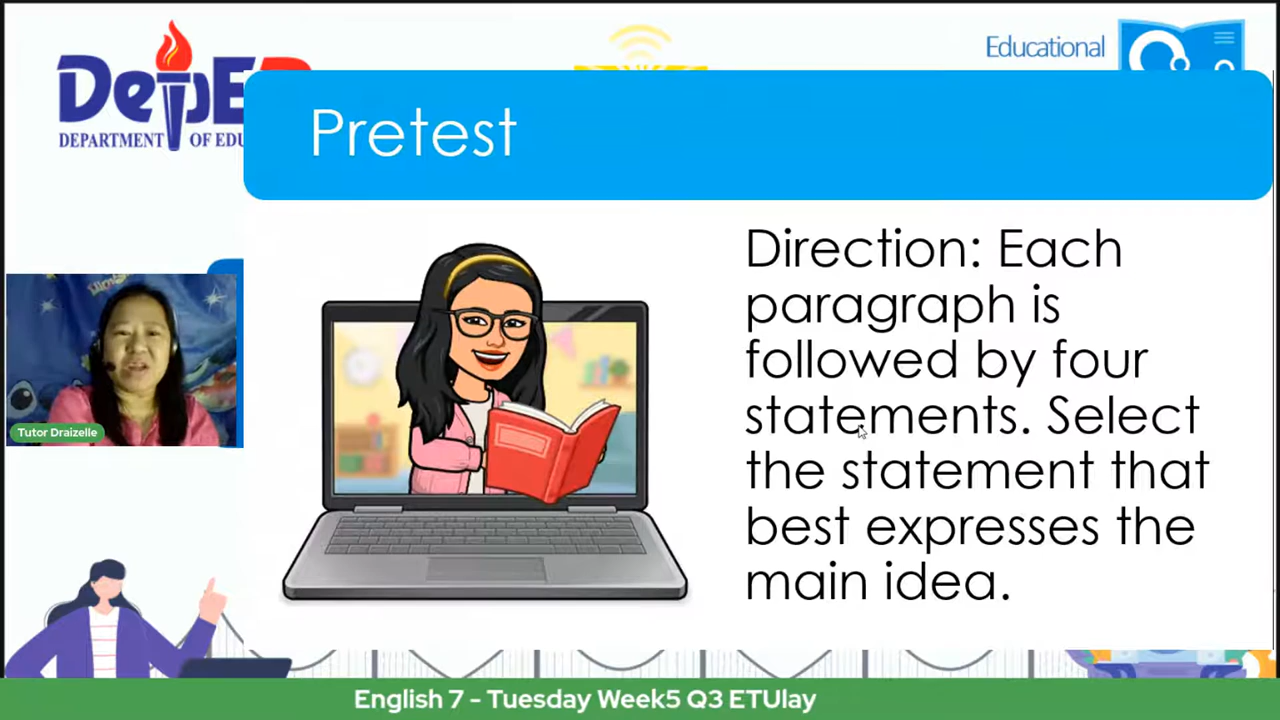 DepED
DEPARTMENT OF EDU
Educational
Pretest
Direction: Each
paragraph is
followed by four
statements. Select
the statement that
best expresses the
main idea.
Tutor Draizelle
English 7 - Tuesday Week5 Q3 ETUlay